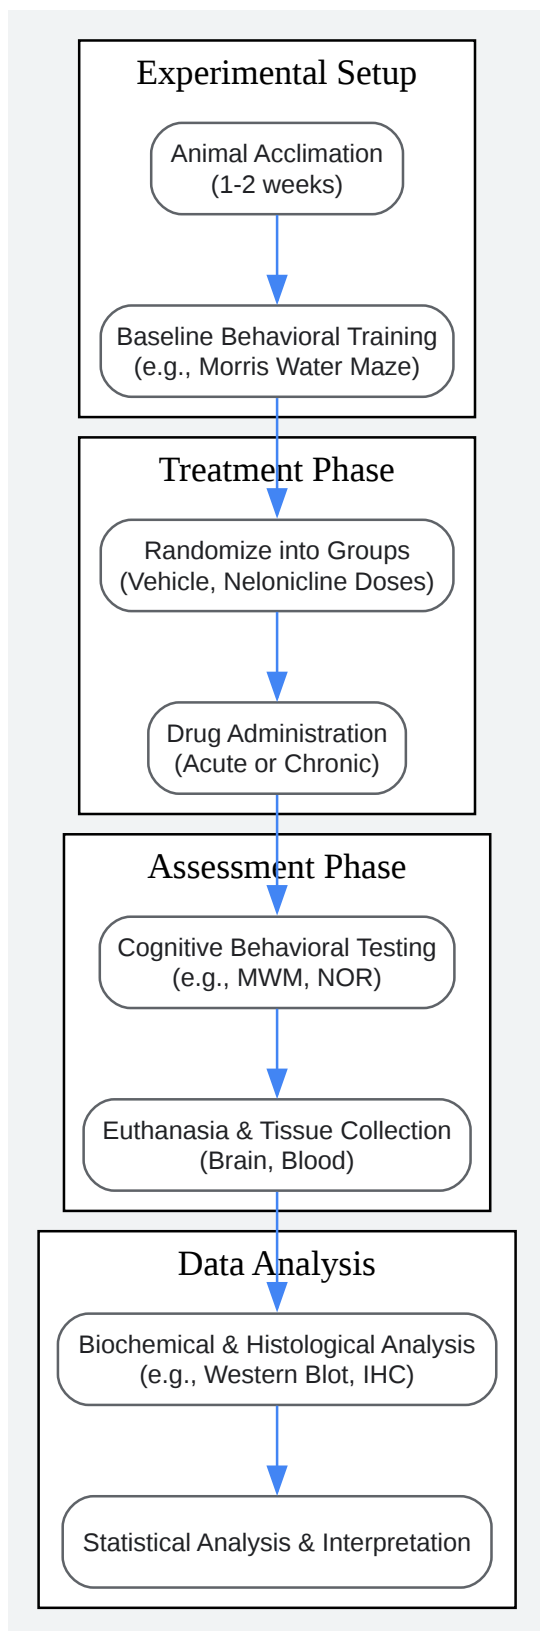 Experimental Setup
Animal Acclimation
(1-2 weeks)
Baseline Behavioral Training
(e.g., Morris Water Maze)
Treatment Phase
Randomize into Groups
(Vehicle, Nelonicline Doses)
Drug Administration
(Acute or Chronic)
Assessment Phase
Cognitive Behavioral Testing
(e.g., MWM, NOR)
Euthanasia & Tissue Collection
(Brain, Blood)
Data Analysis
Biochemical & Histological Analysis
(e.g., Western Blot, IHC)
Statistical Analysis & Interpretation